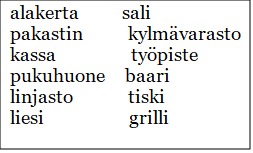 alakerta sali
pakastin kylmävarasto
kassa työpiste
pukuhuone baari
linjasto tiski
liesi grilli